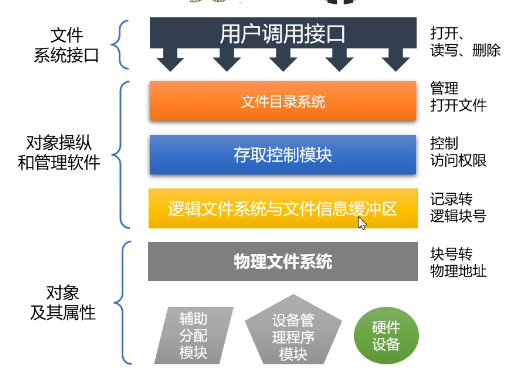 文件
系统接口
用户调用接口
打开、
读写、删除
对象操纵
和管理软件
文件目录系统
管理
打开文件
存取控制模块
控制
访问权限
逻辑文件系统与文件信息缓冲区
记录转
逻辑块号
对象
及其属性
物理文件系统
块号转
物理地址
辅助
分配
模块
设备管
理程序
模块
硬件
设备